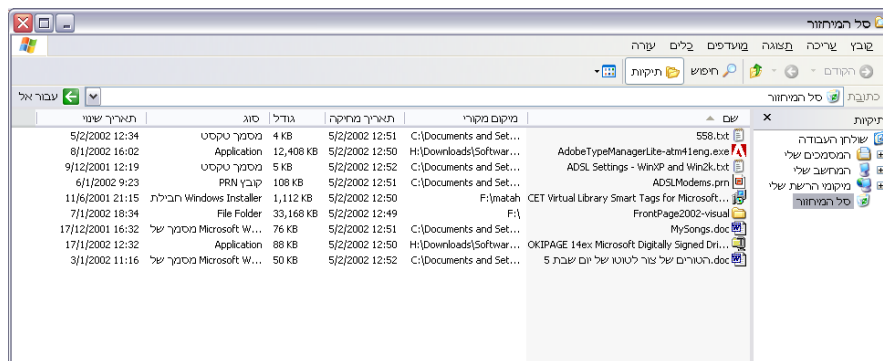 סל המיחזור
קובץ עריכה תצוגה מועדפים כלים עזרה
הקודם חיפוש תיקיות
כתובת סל המיחזור עבור אל
תיקיות
שולחן העבודה
המסמכים שלי
המחשב שלי
מיקומי הרשת שלי
סל המיחזור
שם מיקום מקורי תאריך מחיקה גודל סוג תאריך שינוי
558.txt C:\Documents and Set... 5/2/2002 12:51 4 KB מסמך טקסט 5/2/2002 12:34
AdobeTypeManagerLite-atm41eng.exe H:\Downloads\Softwar... 5/2/2002 12:50 12,408 KB Application 8/1/2002 16:02
ADSL Settings - WinXP and Win2k.txt C:\Documents and Set... 5/2/2002 12:52 5 KB מסמך טקסט 9/12/2001 12:19
ADSLModems.prn C:\Documents and Set... 5/2/2002 12:51 108 KB קובץ PRN 6/1/2002 9:23
CET Virtual Library Smart Tags for Microsoft... F:\matah 5/2/2002 12:50 1,112 KB חבילת Windows Installer 11/6/2001 21:15
FrontPage2002-visual F:\ 5/2/2002 12:49 33,168 KB File Folder 7/1/2002 18:34
MySongs.doc C:\Documents and Set... 5/2/2002 12:51 76 KB מסמך של Microsoft W... 17/12/2001 16:32
OKIPAGE 14ex Microsoft Digitally Signed Dri... H:\Downloads\Softwar... 5/2/2002 12:50 88 KB Application 17/1/2002 12:32
הטורים של צור לטוטו של יום שבת 5.doc C:\Documents and Set... 5/2/2002 12:52 50 KB מסמך של Microsoft W... 3/1/2002 11:16